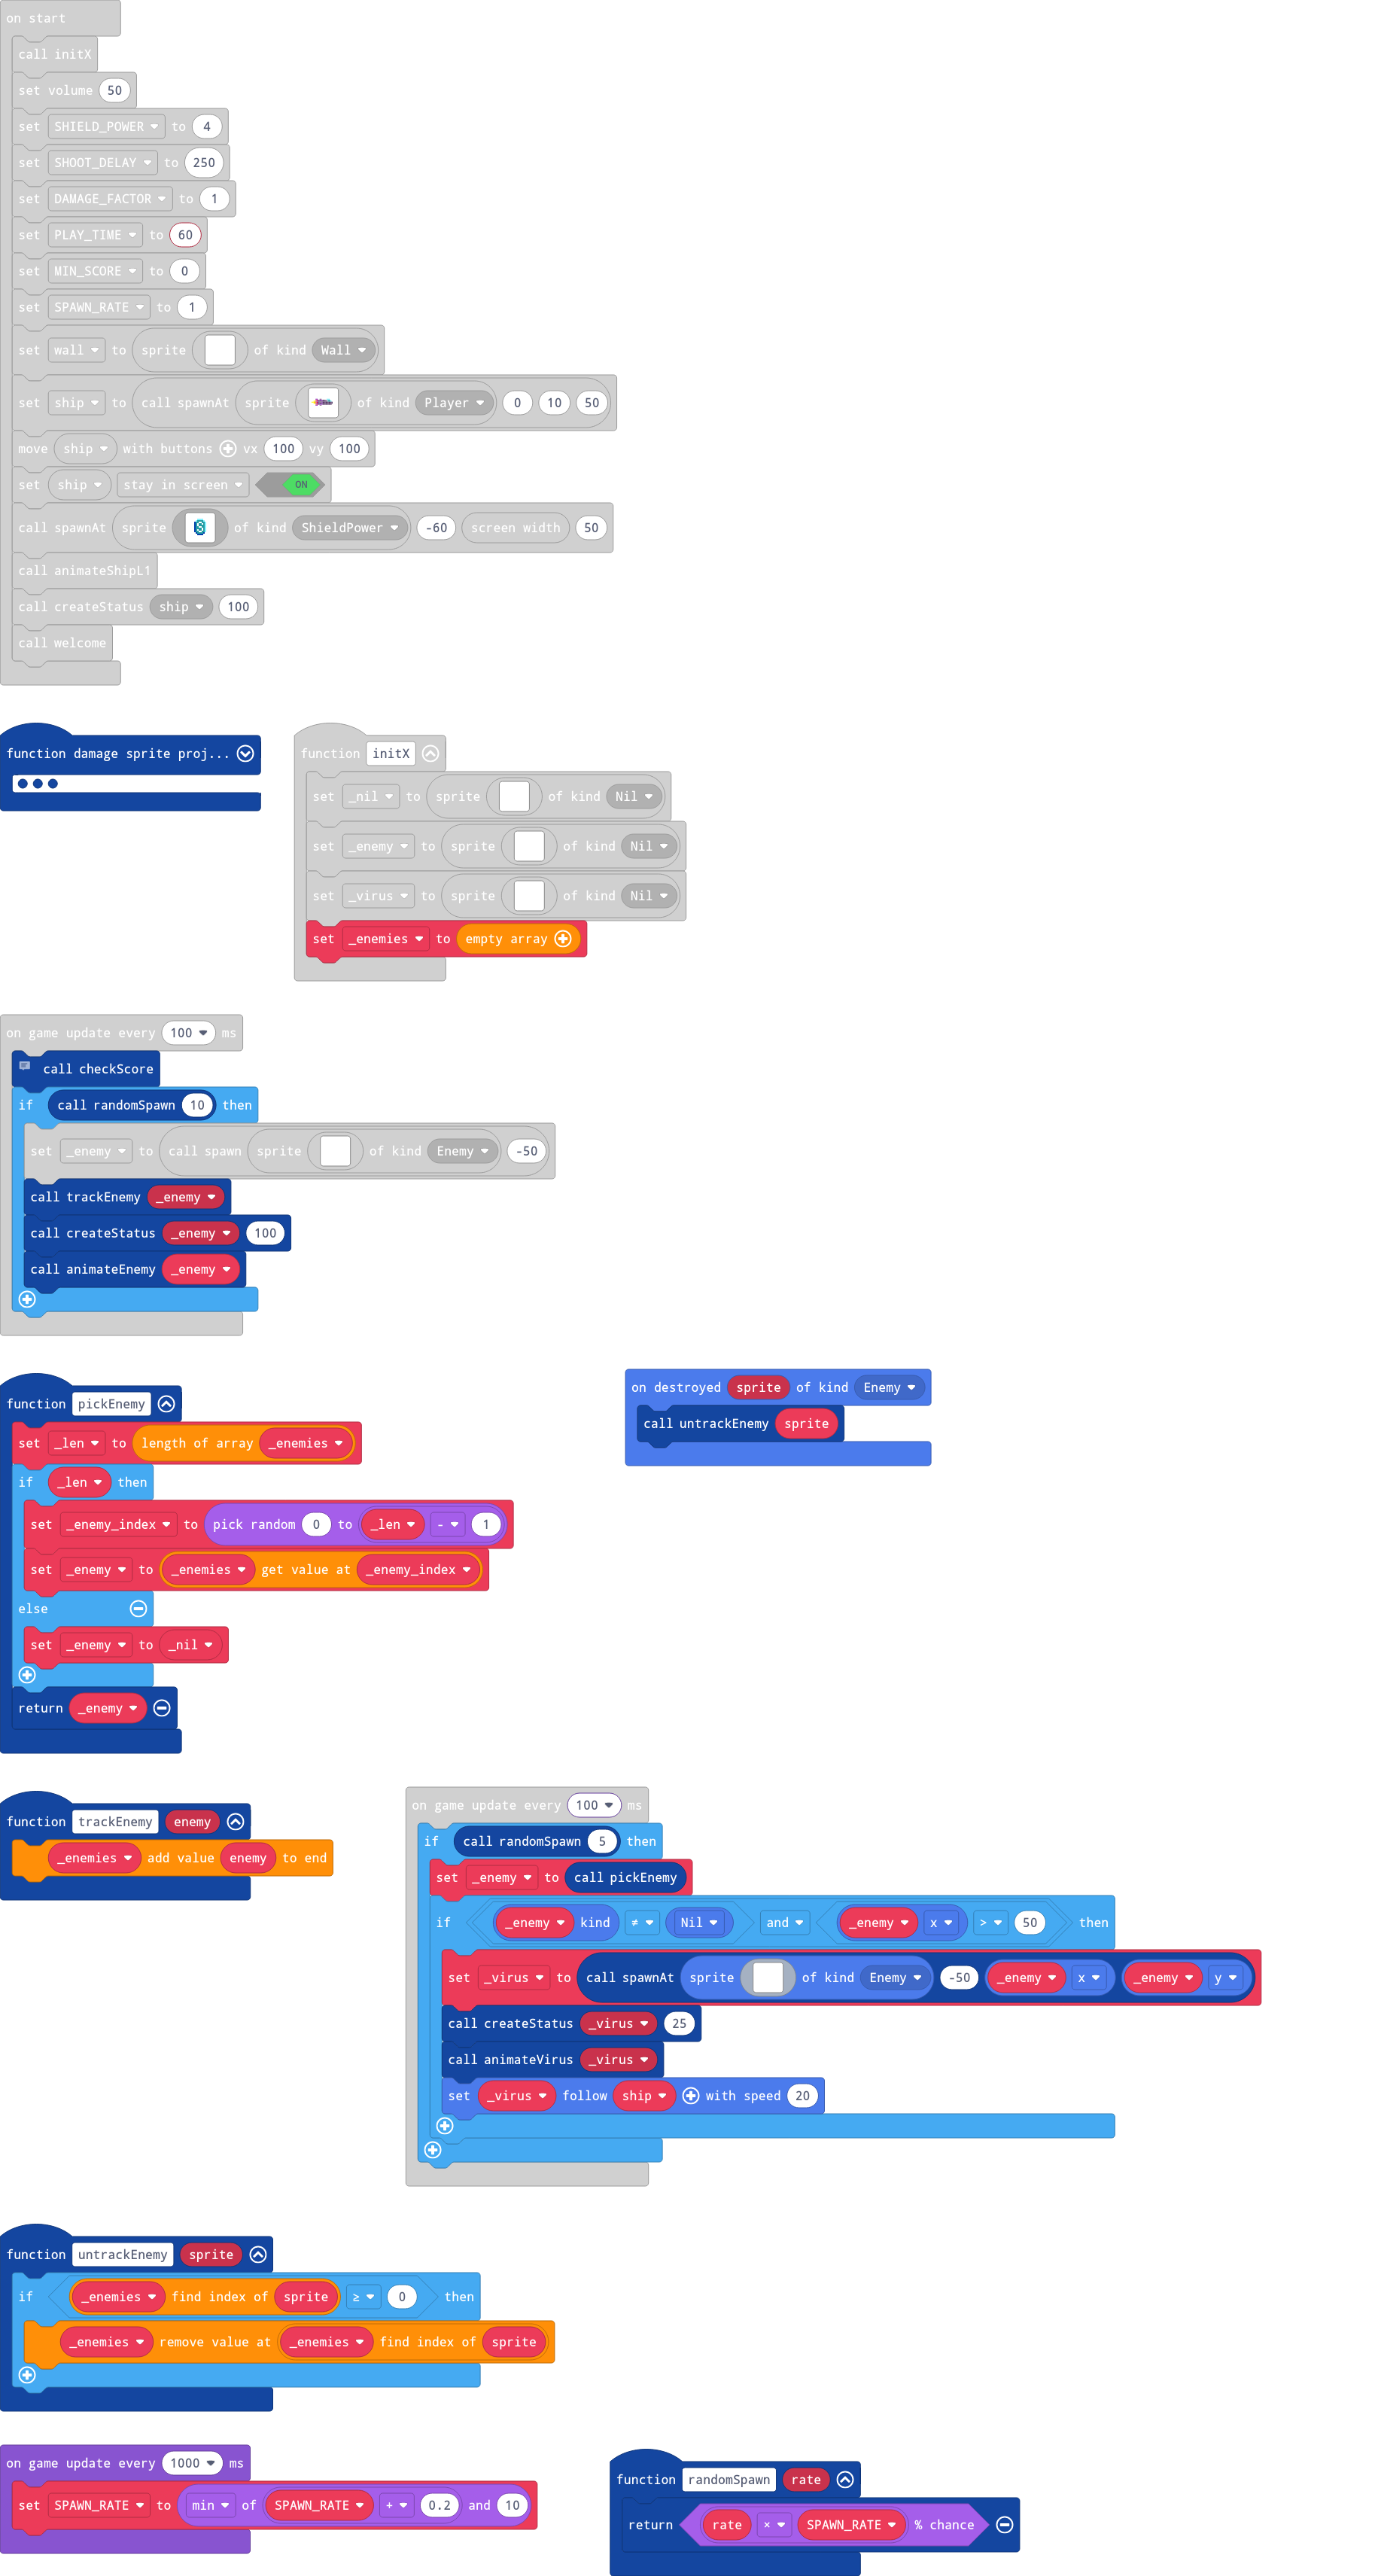 on start
call initX
set volume 50
set SHIELD_POWER to 4
set SHOOT_DELAY to 250
set DAMAGE_FACTOR to 1
set PLAY_TIME to 60
set MIN_SCORE to 0
set SPAWN_RATE to 1
set wall to sprite of kind Wall
set ship to call spawnAt sprite of kind Player 0 10 50
move ship with buttons vx 100 vy 100
set ship stay in screen ON
call spawnAt sprite of kind ShieldPower -60 screen width 50
call animateShipL1
call createStatus ship 100
call welcome
function damage sprite proj...
function initX
set _nil to sprite of kind Nil
set _enemy to sprite of kind Nil
set _virus to sprite of kind Nil
set _enemies to empty array
on game update every 100 ms
call checkScore
if call randomSpawn 10 then
set _enemy to call spawn sprite of kind Enemy -50
call trackEnemy _enemy
call createStatus _enemy 100
call animateEnemy _enemy
function pickEnemy
set _len to length of array _enemies
if _len then
set _enemy_index to pick random 0 to _len - 1
set _enemy to _enemies get value at _enemy_index
else
set _enemy to _nil
return _enemy
on destroyed sprite of kind Enemy
call untrackEnemy sprite
function trackEnemy enemy
_enemies add value enemy to end
on game update every 100 ms
if call randomSpawn 5 then
set _enemy to call pickEnemy
if _enemy kind ≠ Nil and _enemy x > 50 then
set _virus to call spawnAt sprite of kind Enemy -50 _enemy x _enemy y
call createStatus _virus 25
call animateVirus _virus
set _virus follow ship with speed 20
function untrackEnemy sprite
if _enemies find index of sprite ≥ 0 then
_enemies remove value at _enemies find index of sprite
on game update every 1000 ms
set SPAWN_RATE to min of SPAWN_RATE + 0.2 and 10
function randomSpawn rate
return rate × SPAWN_RATE % chance